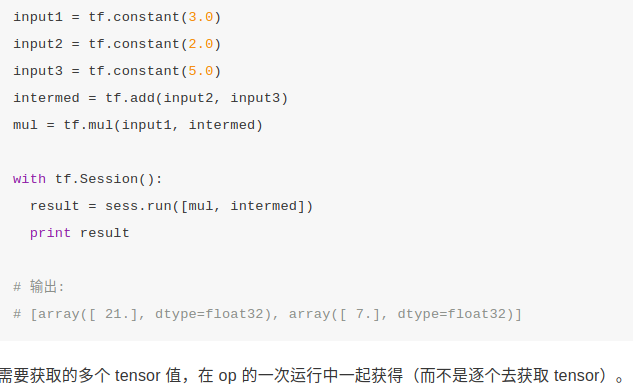 input1 = tf.constant(3.0)
input2 = tf.constant(2.0)
input3 = tf.constant(5.0)
intermed = tf.add(input2, input3)
mul = tf.mul(input1, intermed)
with tf.Session():
  result = sess.run([mul, intermed])
  print result
# 输出:
# [array([ 21.], dtype=float32), array([ 7.], dtype=float32)]
需要获取的多个 tensor 值，在 op 的一次运行中一起获得（而不是逐个去获取 tensor）。